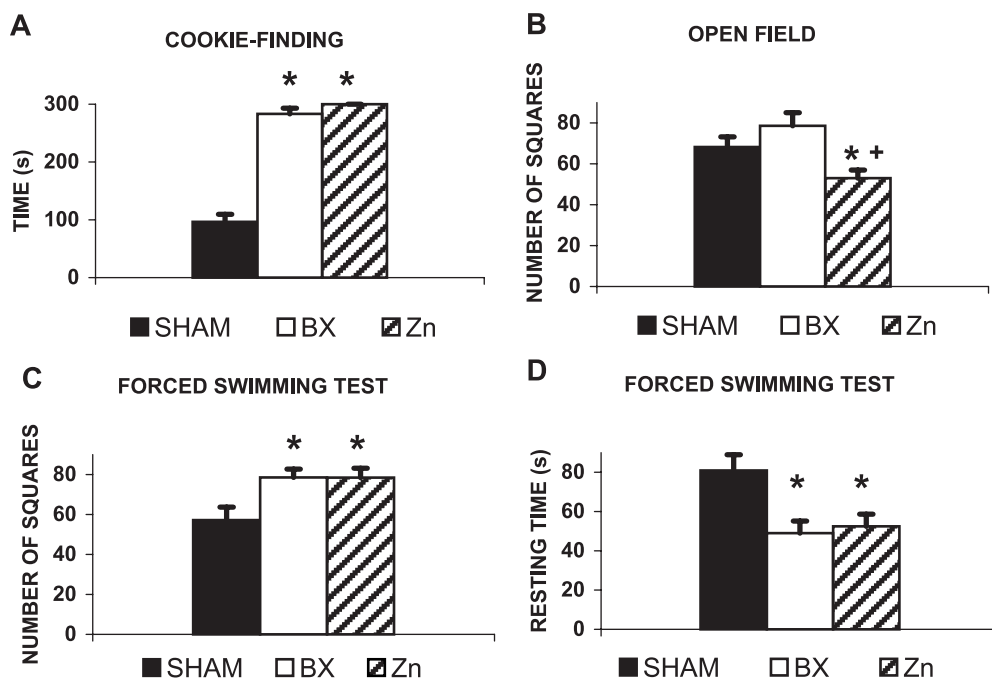 A
COOKIE-FINDING
TIME (s)
300
200
100
0
* *
SHAM BX Zn
B
OPEN FIELD
NUMBER OF SQUARES
80
60
40
20
0
* +
SHAM BX Zn
C
FORCED SWIMMING TEST
NUMBER OF SQUARES
80
60
40
20
0
* *
SHAM BX Zn
D
FORCED SWIMMING TEST
RESTING TIME (s)
80
60
40
20
0
* *
SHAM BX Zn